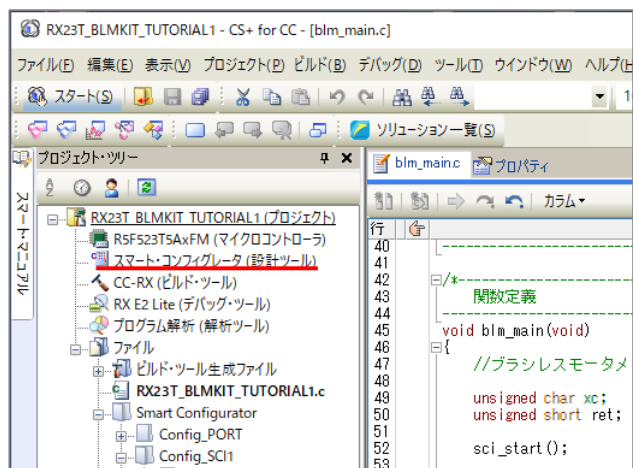 RX23T_BLMKIT_TUTORIAL1 - CS+ for CC - [blm_main.c]
ファイル(F) 編集(E) 表示(V) プロジェクト(P) ビルド(B) デバッグ(D) ツール(T) ウインドウ(W) ヘルプ(H
スタート(S)
1
ソリューション一覧(S)
スマート・マニュアル
プロジェクト・ツリー
RX23T_BLMKIT_TUTORIAL1 (プロジェクト)
R5F523T5AxFM (マイクロコントローラ)
スマート・コンフィグレータ (設計ツール)
CC-RX (ビルド・ツール)
RX E2 Lite (デバッグ・ツール)
プログラム解析 (解析ツール)
ファイル
ビルド・ツール生成ファイル
RX23T_BLMKIT_TUTORIAL1.c
Smart Configurator
Config_PORT
Config_SCI1
blm_main.c プロパティ
カラム
行
40 -----------------------
41
42 /*-----------------------
43 関数定義
44 -----------------------
45 void blm_main(void)
46 {
47 //ブラシレスモータメ
48
49 unsigned char xc;
50 unsigned short ret;
51
52 sci_start();
53